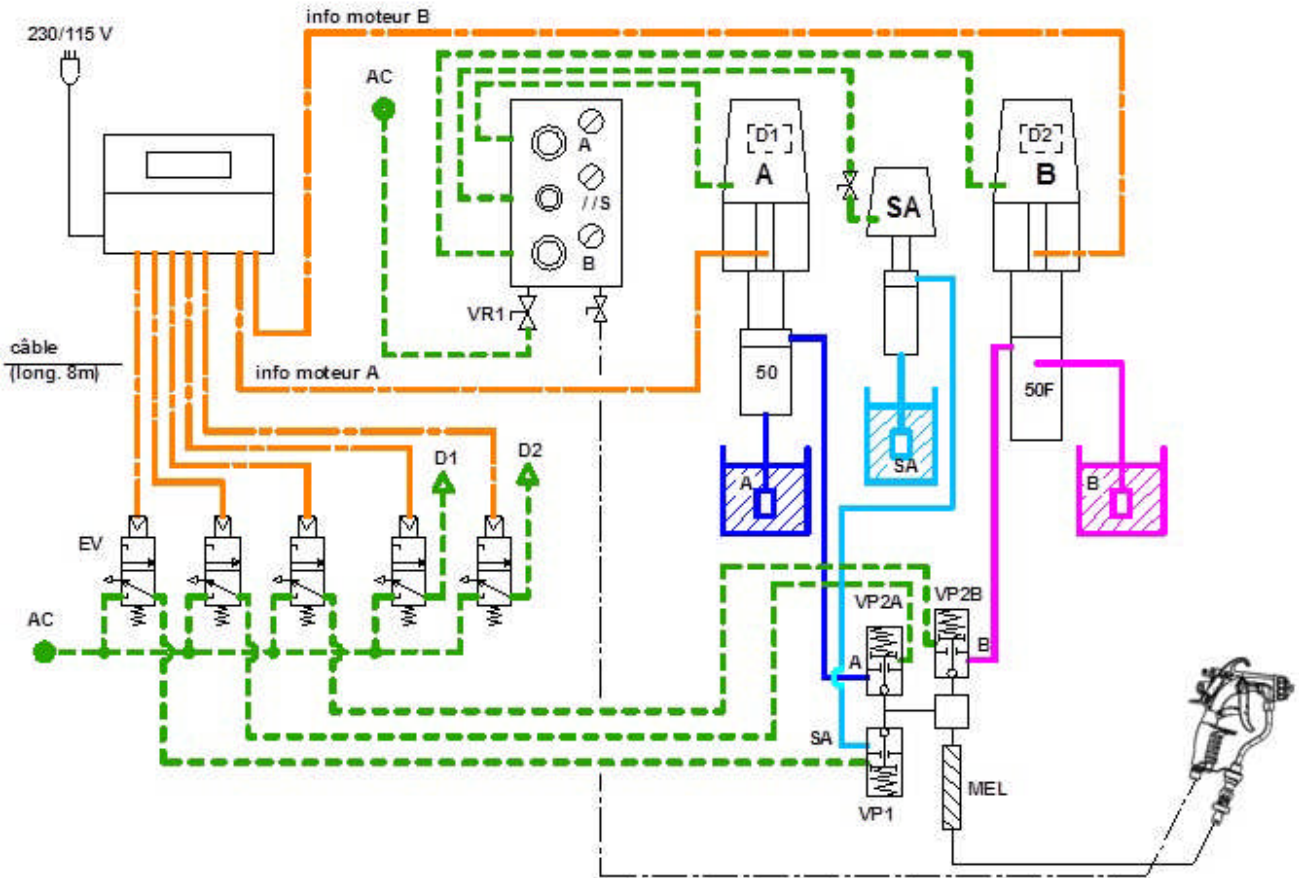 info moteur B
230/115 V
AC
A
//S
B
D1
A
SA
D2
B
VR1
câble
(long. 8m)
info moteur A
50
50F
A
SA
B
D1
D2
EV
AC
VP2A
VP2B
A
B
SA
VP1
MEL